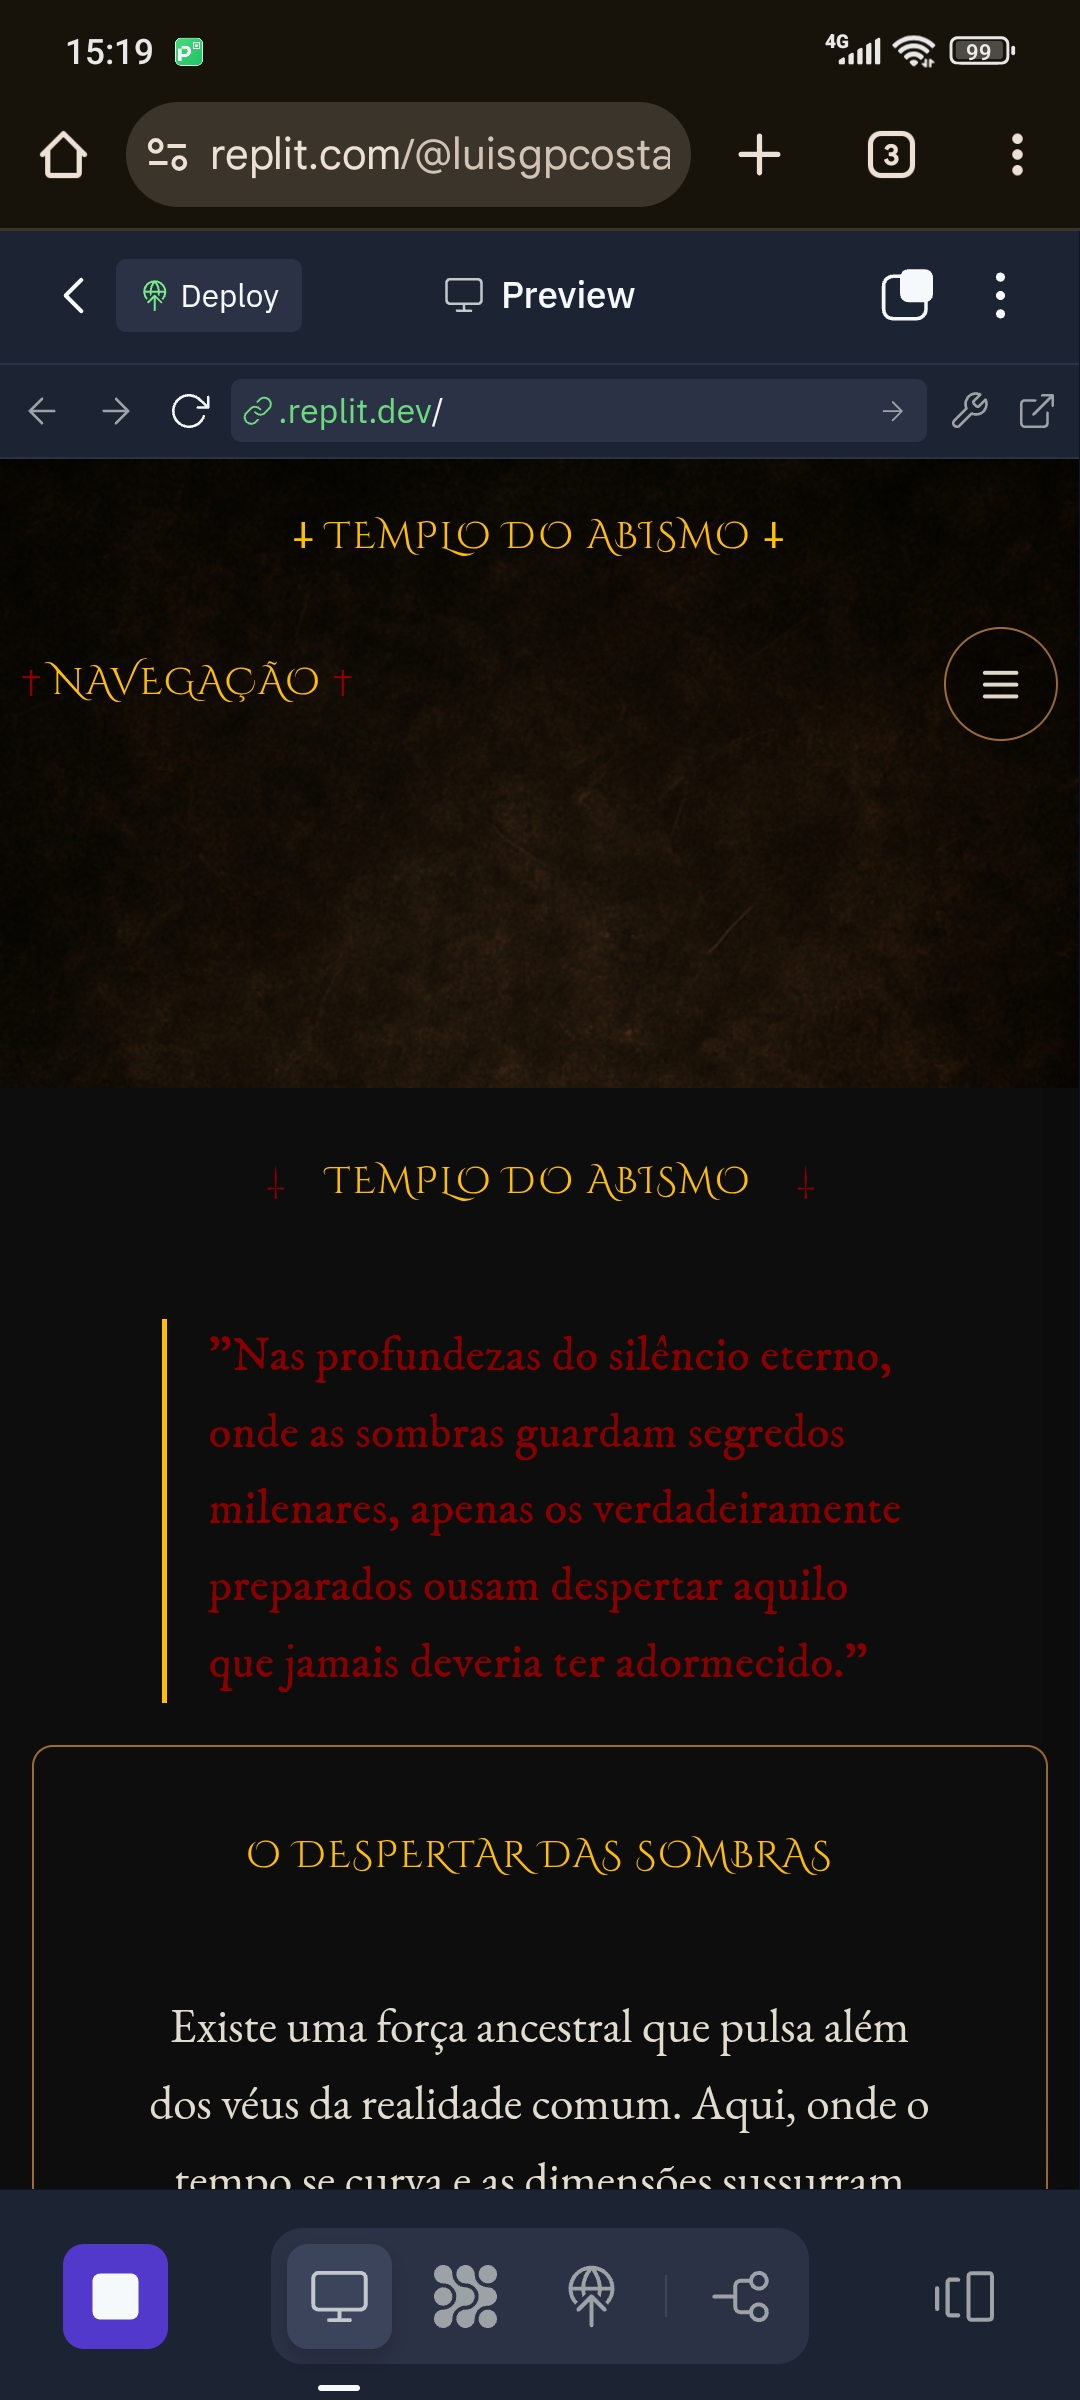 15:19
4G
99
replit.com/@luisgpcosta
3
Deploy
Preview
.replit.dev/
⸸ TEMPLO DO ABISMO ⸸
† NAVEGAÇÃO †
⸸ TEMPLO DO ABISMO ⸸
”Nas profundezas do silêncio eterno,
onde as sombras guardam segredos
milenares, apenas os verdadeiramente
preparados ousam despertar aquilo
que jamais deveria ter adormecido.”
O DESPERTAR DAS SOMBRAS
Existe uma força ancestral que pulsa além
dos véus da realidade comum. Aqui, onde o
tempo se curva e as dimensões sussurram